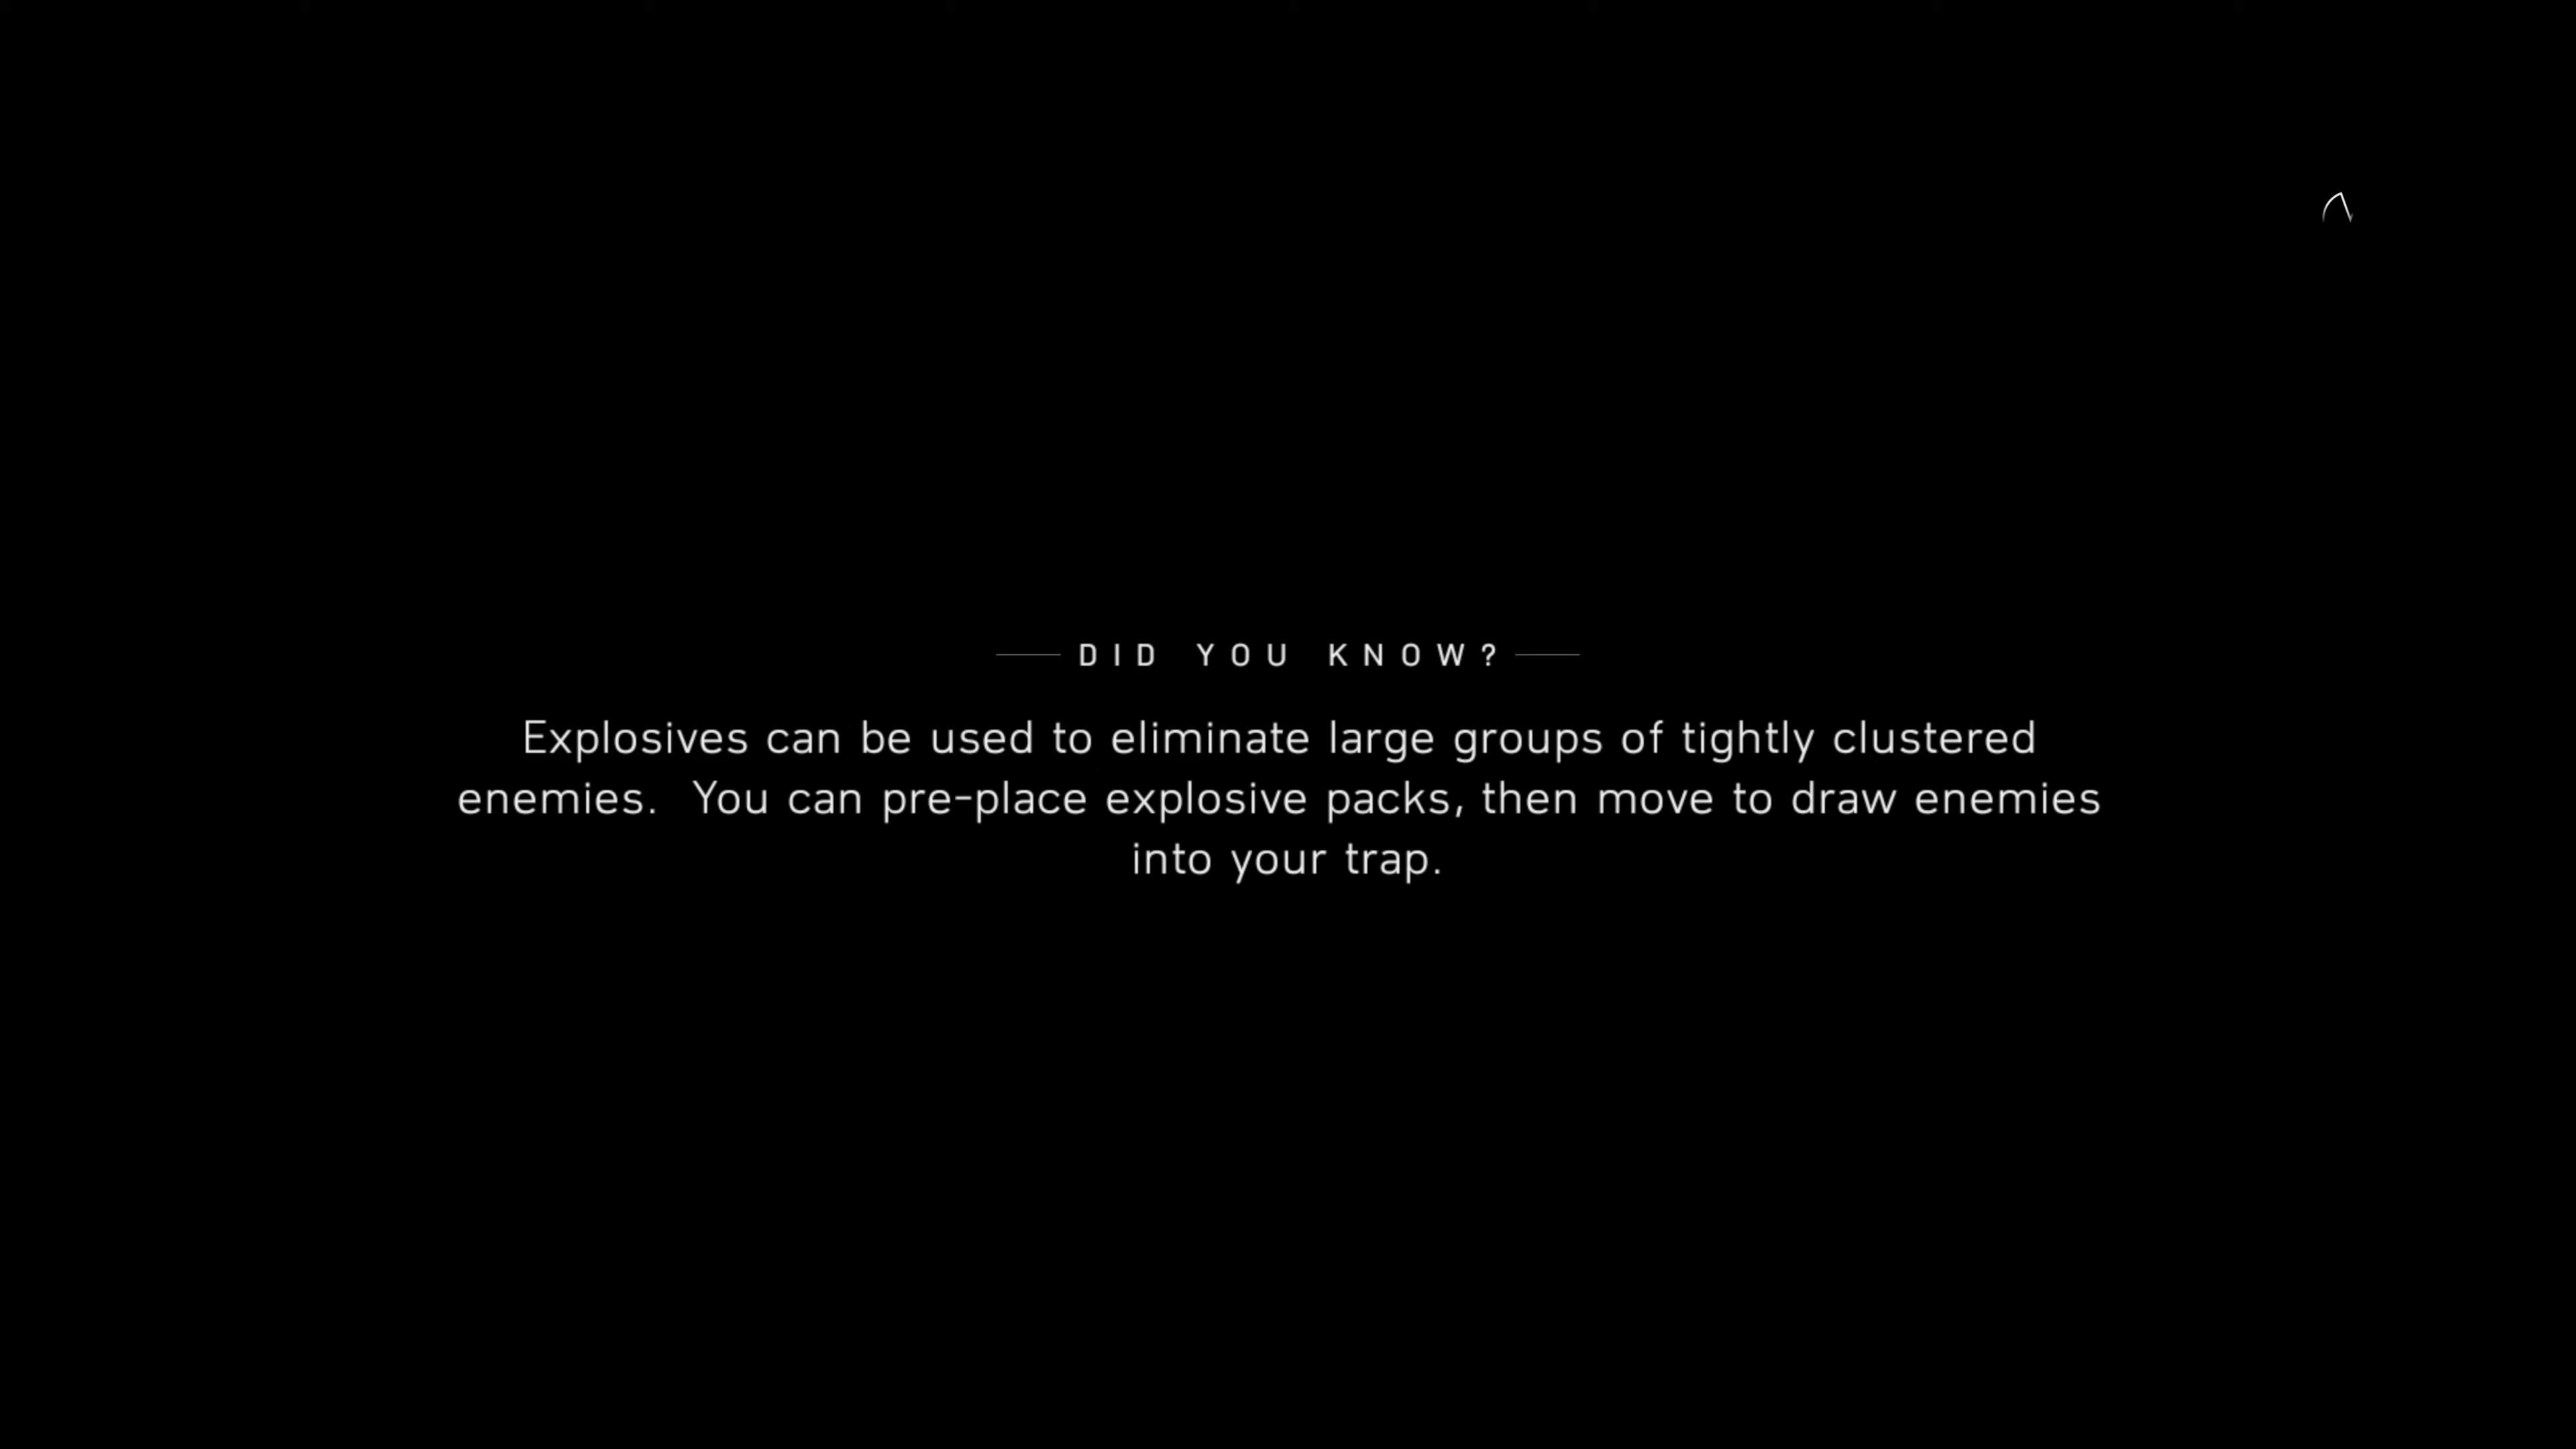 DID YOU KNOW?
Explosives can be used to eliminate large groups of tightly clustered
enemies.  You can pre-place explosive packs, then move to draw enemies
into your trap.